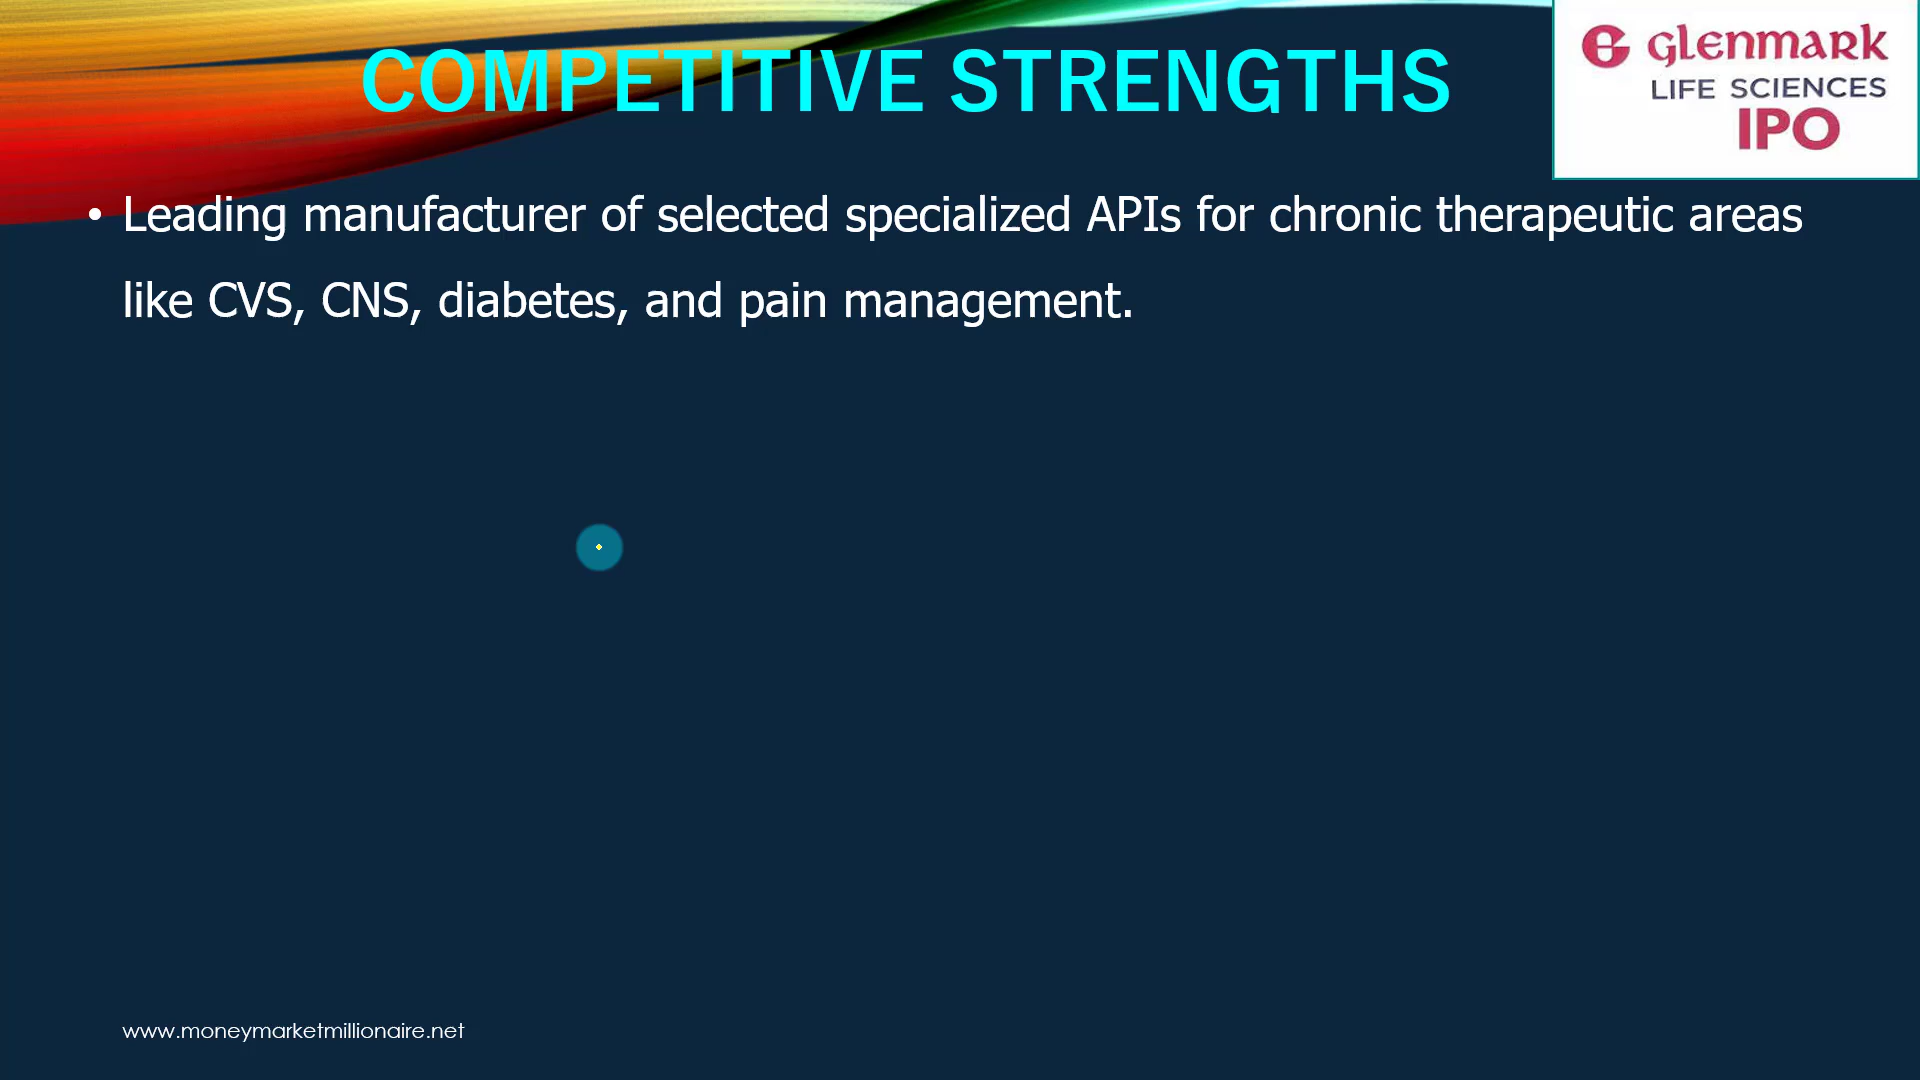 COMPETITIVE STRENGTHS
glenmark
LIFE SCIENCES
IPO
• Leading manufacturer of selected specialized APIs for chronic therapeutic areas
like CVS, CNS, diabetes, and pain management.
www.moneymarketmillionaire.net